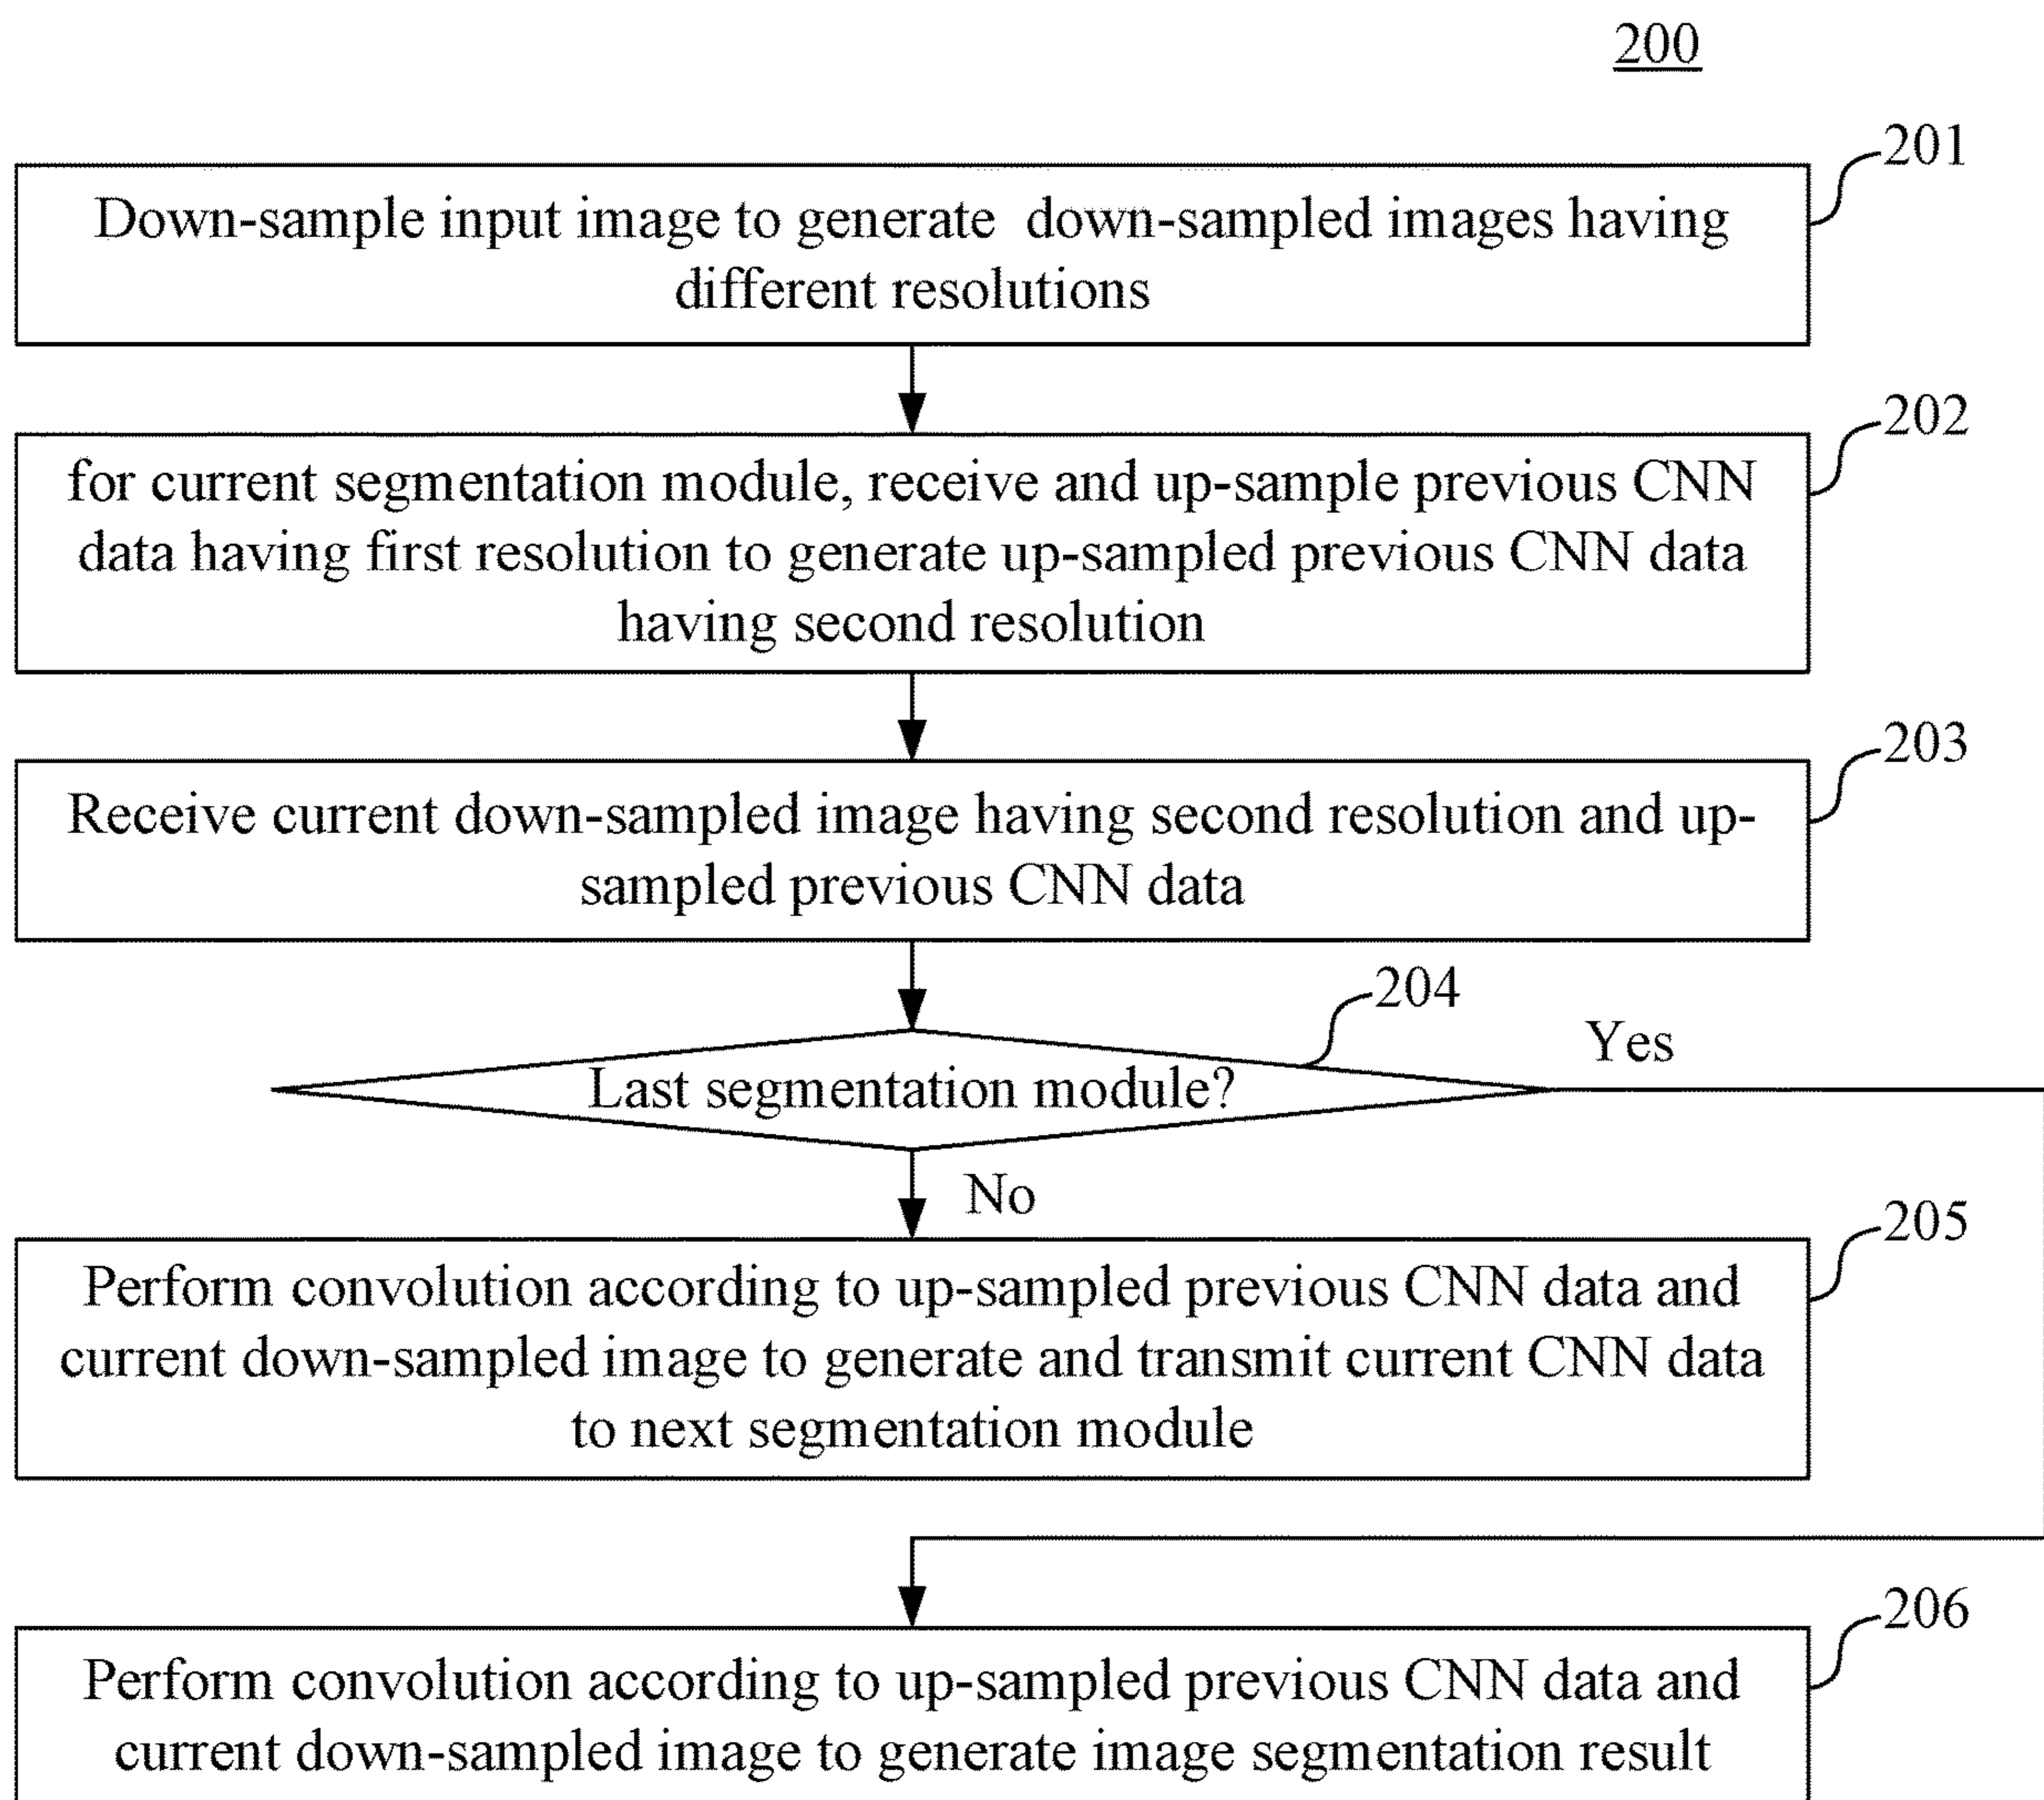 200
201
Down-sample input image to generate down-sampled images having
different resolutions
202
for current segmentation module, receive and up-sample previous CNN
data having first resolution to generate up-sampled previous CNN data
having second resolution
203
Receive current down-sampled image having second resolution and up-
sampled previous CNN data
204
Yes
Last segmentation module?
No
205
Perform convolution according to up-sampled previous CNN data and
current down-sampled image to generate and transmit current CNN data
to next segmentation module
206
Perform convolution according to up-sampled previous CNN data and
current down-sampled image to generate image segmentation result